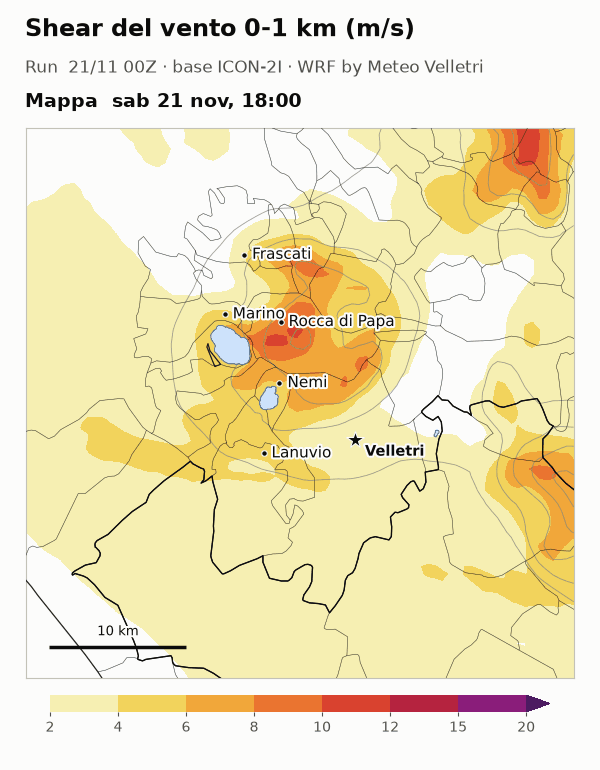 Shear del vento 0-1 km (m/s)
Run  21/11 00Z · base ICON-2I · WRF by Meteo Velletri
Mappa  sab 21 nov, 18:00
Frascati
Marino
Rocca di Papa
Nemi
Velletri
Lanuvio
10 km
2 4 6 8 10 12 15 20